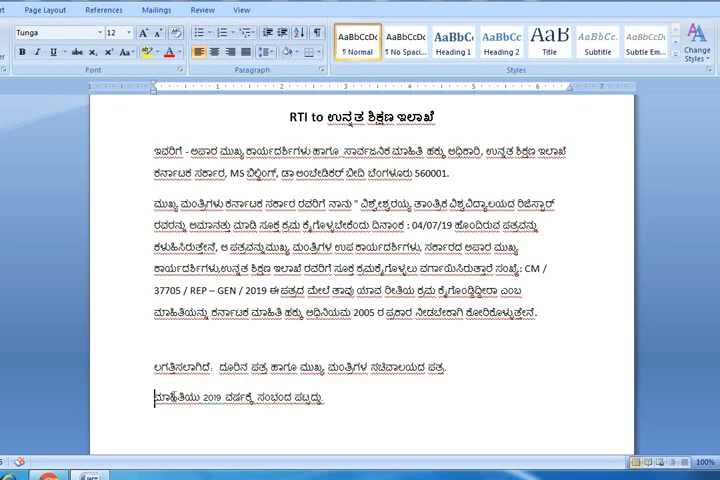 rt Page Layout References Mailings Review View
Tunga 12
Font Paragraph Styles
AaBbCcDc AaBbCcDc AaBbC AaBbCc AaB AaBbCc. AaBbCcDc
¶ Normal ¶ No Spaci... Heading 1 Heading 2 Title Subtitle Subtle Em...
Change Styles
RTI to ಉನ್ನತ ಶಿಕ್ಷಣ ಇಲಾಖೆ
ಇವರಿಗೆ - ಅಪಾರ ಮುಖ್ಯ ಕಾರ್ಯದರ್ಶಿಗಳು ಹಾಗೂ ಸಾರ್ವಜನಿಕ ಮಾಹಿತಿ ಹಕ್ಕು ಅಧಿಕಾರಿ, ಉನ್ನತ ಶಿಕ್ಷಣ ಇಲಾಖೆ
ಕರ್ನಾಟಕ ಸರ್ಕಾರ, MS ಬಿಲ್ಡಿಂಗ್, ಡಾ ಅಂಬೇಡಿಕರ್ ಬೀದಿ ಬೆಂಗಳೂರು 560001.
ಮುಖ್ಯ ಮಂತ್ರಿಗಳು ಕರ್ನಾಟಕ ಸರ್ಕಾರ ರವರಿಗೆ ನಾನು " ವಿಶ್ವೇಶ್ವರಯ್ಯ ತಾಂತ್ರಿಕ ವಿಶ್ವವಿದ್ಯಾಲಯದ ರಿಜಿಸ್ಟ್ರಾರ್
ರವರನ್ನು ಅಮಾನತ್ತು ಮಾಡಿ ಸೂಕ್ತ ಕ್ರಮ ಕೈಗೊಳ್ಳಬೇಕೆಂದು ದಿನಾಂಕ : 04/07/19 ಹೊಂದಿರುವ ಪತ್ರವನ್ನು
ಕಳುಹಿಸಿರುತ್ತೇನೆ, ಆ ಪತ್ರವನ್ನು ಮುಖ್ಯ ಮಂತ್ರಿಗಳ ಉಪ ಕಾರ್ಯದರ್ಶಿಗಳು, ಸರ್ಕಾರದ ಅಪಾರ ಮುಖ್ಯ
ಕಾರ್ಯದರ್ಶಿಗಳು,ಉನ್ನತ ಶಿಕ್ಷಣ ಇಲಾಖೆ ರವರಿಗೆ ಸೂಕ್ತ ಕ್ರಮಕೈಗೊಳ್ಳಲು ವರ್ಗಾಯಿಸಿರುತ್ತಾರೆ ಸಂಖ್ಯೆ: CM /
37705 / REP – GEN / 2019 ಈ ಪತ್ರದ ಮೇಲೆ ತಾವು ಯಾವ ರೀತಿಯ ಕ್ರಮ ಕೈಗೊಂಡ್ಡಿದ್ದೀರಾ ಎಂಬ
ಮಾಹಿತಿಯನ್ನು ಕರ್ನಾಟಕ ಮಾಹಿತಿ ಹಕ್ಕು ಅಧಿನಿಯಮ 2005 ರ ಪ್ರಕಾರ ನೀಡಬೇಕಾಗಿ ಕೋರಿಕೊಳ್ಳುತ್ತೇನೆ.
ಲಗತ್ತಿಸಲಾಗಿದೆ: ದೂರಿನ ಪತ್ರ ಹಾಗೂ ಮುಖ್ಯ ಮಂತ್ರಿಗಳ ಸಚಿವಾಲಯದ ಪತ್ರ.
ಮಾಹಿತಿಯು 2019 ವರ್ಷಕ್ಕೆ ಸಂಭಂದ ಪಟ್ಟದ್ದು.
100%